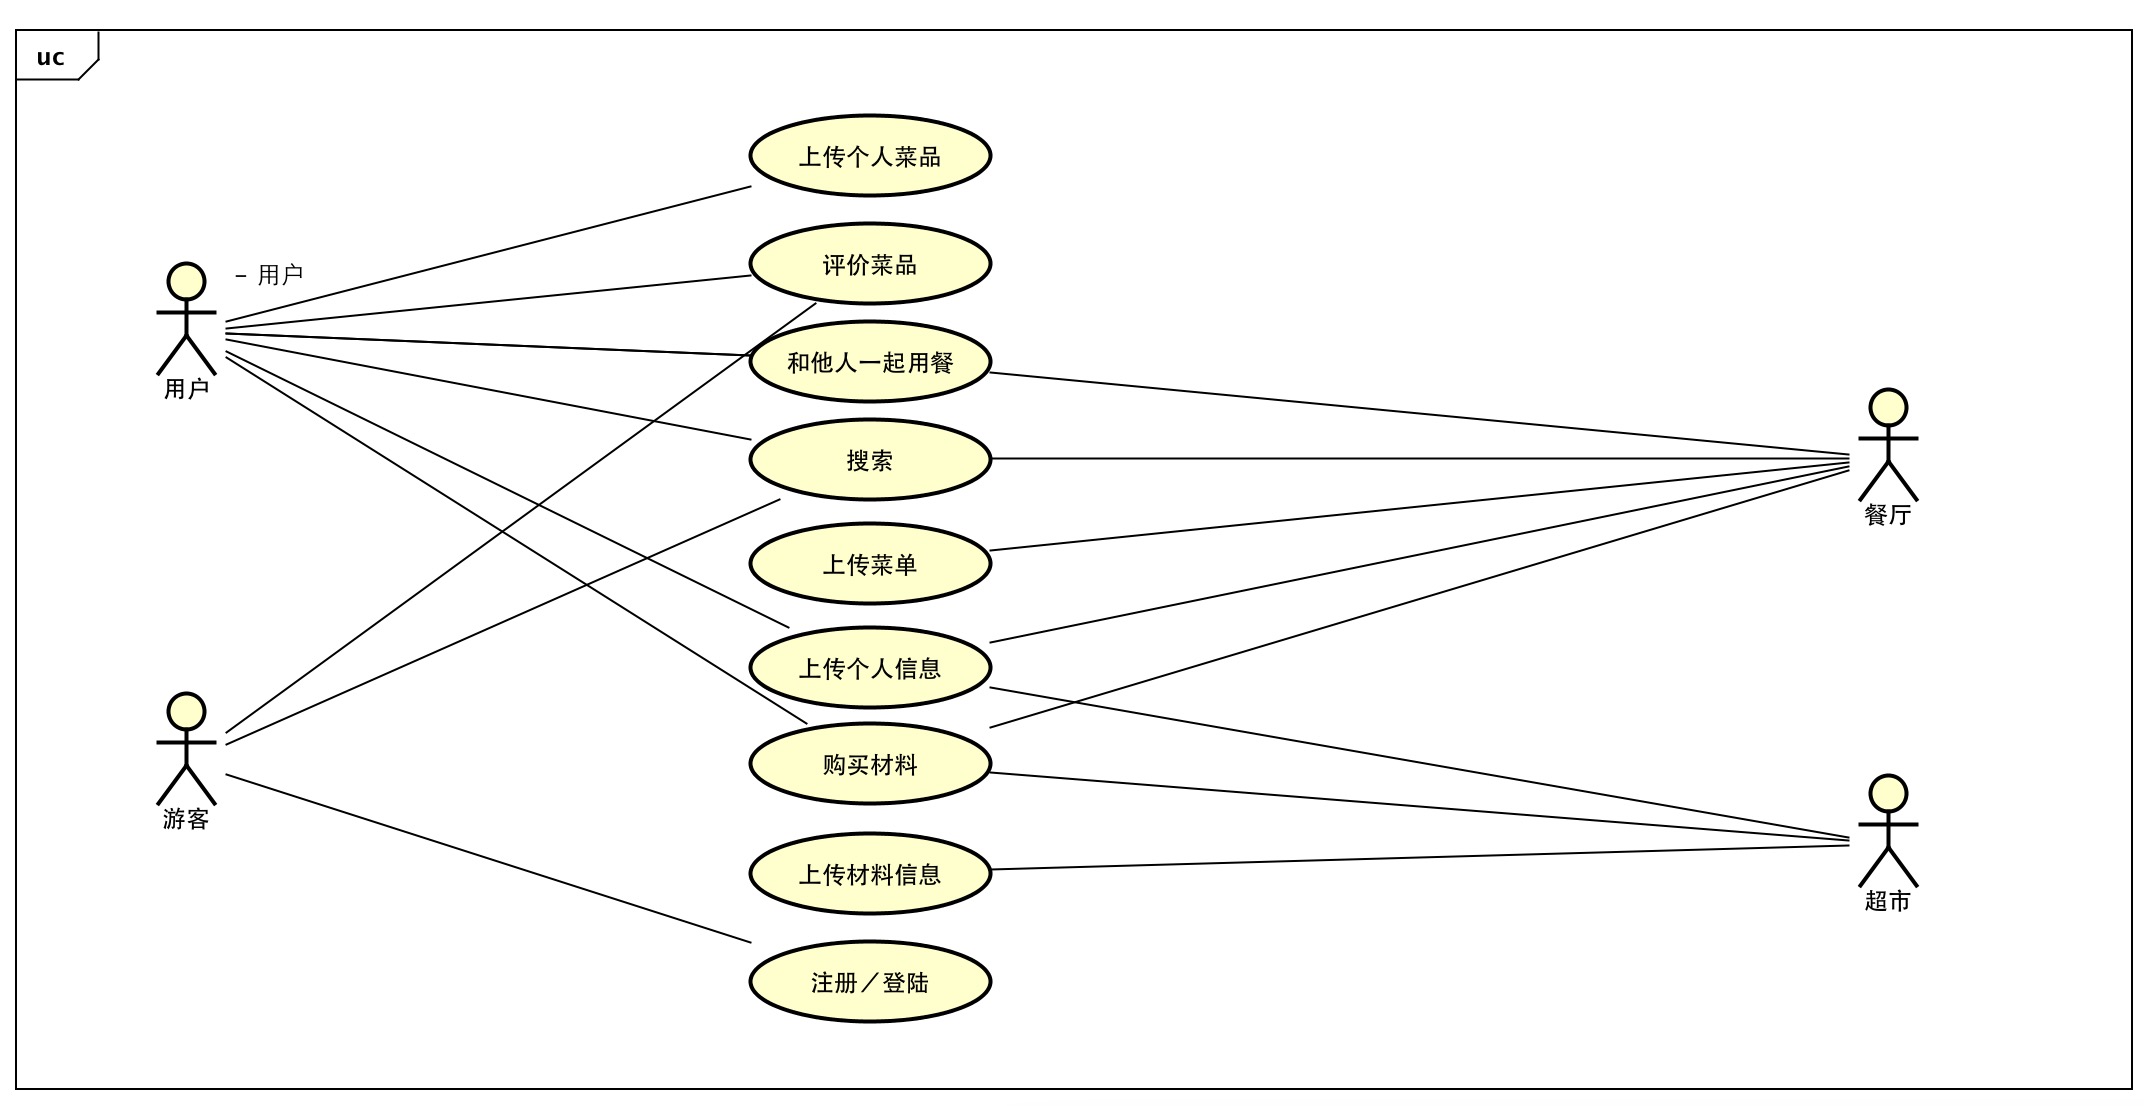 uc
上传个人菜品
评价菜品
– 用户
和他人一起用餐
用户
搜索
餐厅
上传菜单
上传个人信息
购买材料
游客
上传材料信息
超市
注册／登陆